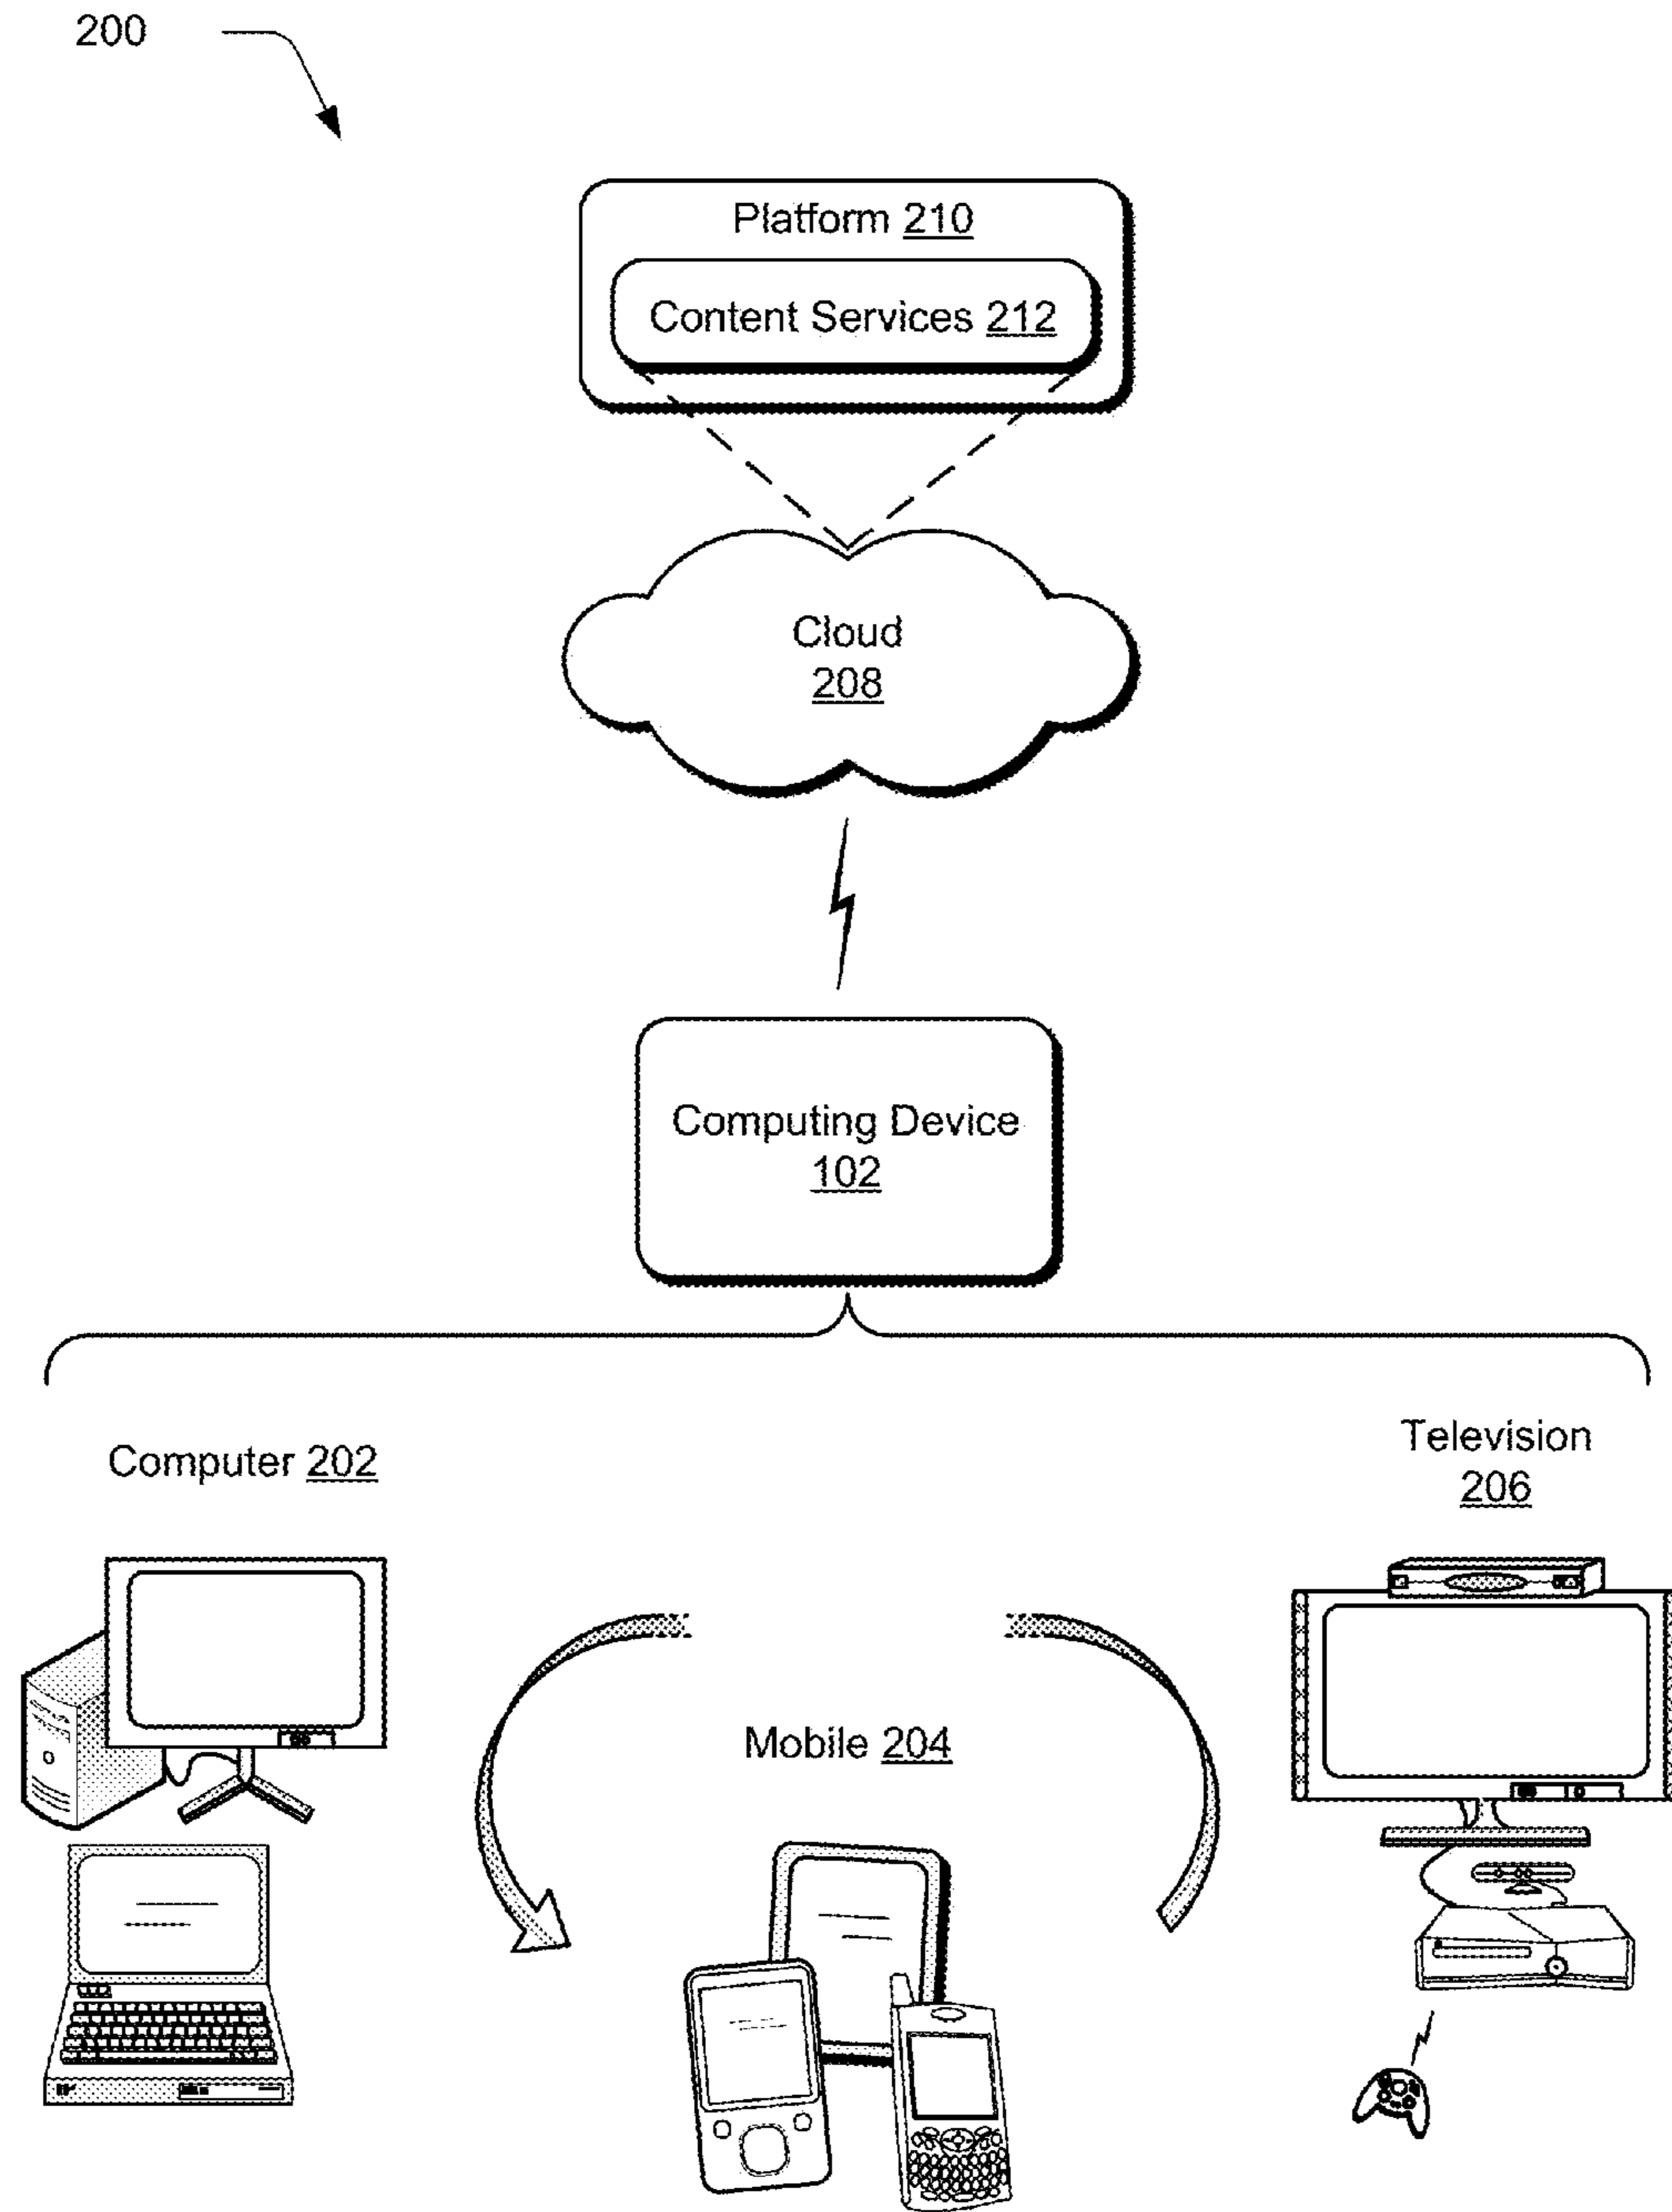 200
Platform 210
Content Services 212
Cloud
208
Computing Device
102
Computer 202
Television
206
Mobile 204